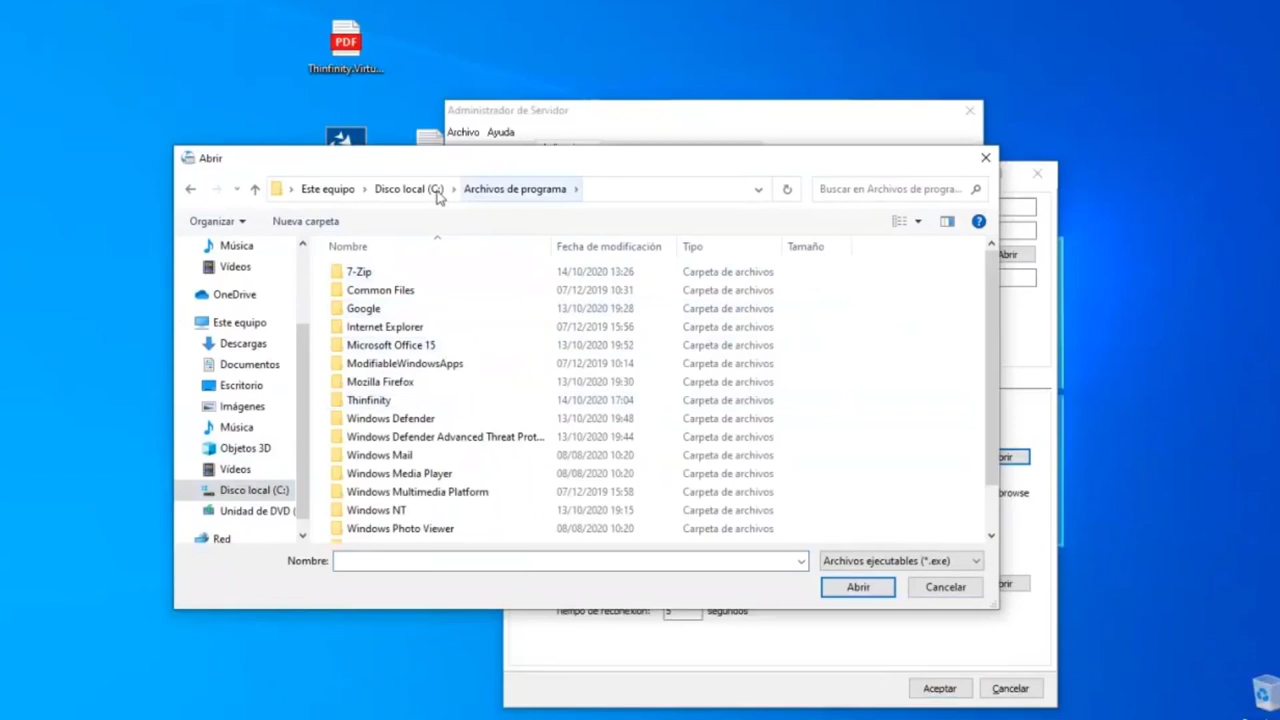 PDF
Thinfinity.Virtu...
Administrador de Servidor
Archivo Ayuda
Abrir
Este equipo > Disco local (C:) > Archivos de programa >
Buscar en Archivos de progra...
Organizar
Nueva carpeta
Música
Vídeos
OneDrive
Este equipo
Descargas
Documentos
Escritorio
Imágenes
Música
Objetos 3D
Vídeos
Disco local (C:)
Unidad de DVD (
Red
Nombre Fecha de modificación Tipo Tamaño
7-Zip 14/10/2020 13:26 Carpeta de archivos
Common Files 07/12/2019 10:31 Carpeta de archivos
Google 13/10/2020 19:28 Carpeta de archivos
Internet Explorer 07/12/2019 15:56 Carpeta de archivos
Microsoft Office 15 13/10/2020 19:52 Carpeta de archivos
ModifiableWindowsApps 07/12/2019 10:14 Carpeta de archivos
Mozilla Firefox 13/10/2020 19:30 Carpeta de archivos
Thinfinity 14/10/2020 17:04 Carpeta de archivos
Windows Defender 13/10/2020 19:48 Carpeta de archivos
Windows Defender Advanced Threat Prot... 13/10/2020 19:44 Carpeta de archivos
Windows Mail 08/08/2020 10:20 Carpeta de archivos
Windows Media Player 08/08/2020 10:20 Carpeta de archivos
Windows Multimedia Platform 07/12/2019 15:58 Carpeta de archivos
Windows NT 13/10/2020 19:15 Carpeta de archivos
Windows Photo Viewer 08/08/2020 10:20 Carpeta de archivos
Nombre:
Archivos ejecutables (*.exe)
Abrir
Cancelar
Abrir
brir
browse
brir
Tiempo de reconexión: 5 segundos
Aceptar
Cancelar